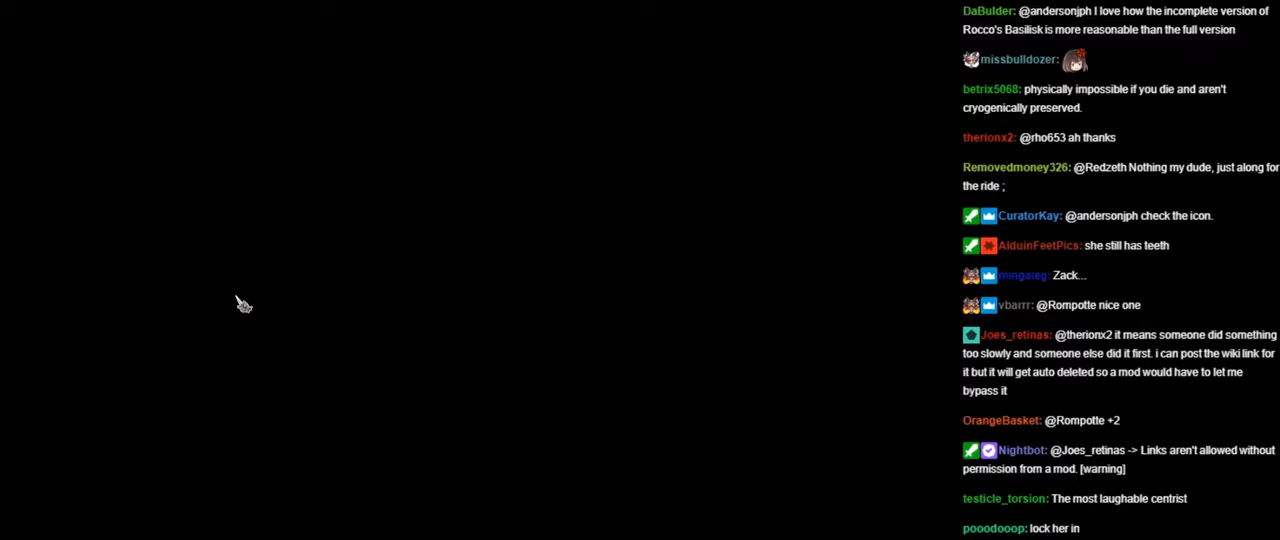 DaBulder: @andersonjph I love how the incomplete version of
Rocco's Basilisk is more reasonable than the full version
missbulldozer:
betrix5068: physically impossible if you die and aren't
cryogenically preserved.
therionx2: @rho653 ah thanks
Removedmoney326: @Redzeth Nothing my dude, just along for
the ride ;
CuratorKay: @andersonjph check the icon.
AlduinFeetPics: she still has teeth
mingaieg: Zack...
vbarrr: @Rompotte nice one
Joes_retinas: @therionx2 it means someone did something
too slowly and someone else did it first. i can post the wiki link for
it but it will get auto deleted so a mod would have to let me
bypass it
OrangeBasket: @Rompotte +2
Nightbot: @Joes_retinas -> Links aren't allowed without
permission from a mod. [warning]
testicle_torsion: The most laughable centrist
pooodooop: lock her in